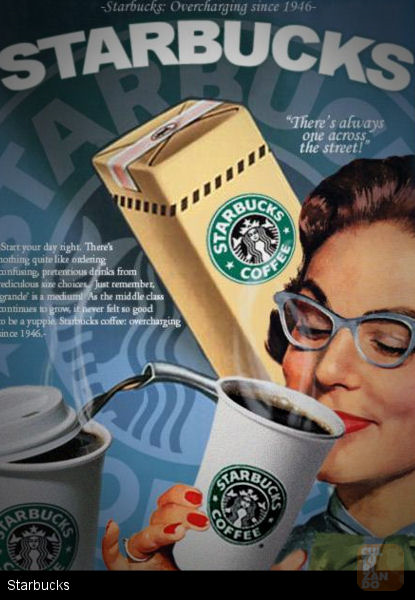 -Starbucks: Overcharging since 1946-
STARBUCKS
"There's always
one across
the street!"
STARBUCKS
COFFEE
Start your day right. There's
nothing quite like ordering
confusing, pretentious drinks from
rediculous size choices. Just remember,
'grande' is a medium! As the middle class
continues to grow, it never felt so good
to be a yuppie. Starbucks coffee: overcharging
since 1946.-
STARBUCKS
COFFEE
STARBUCKS
Starbucks